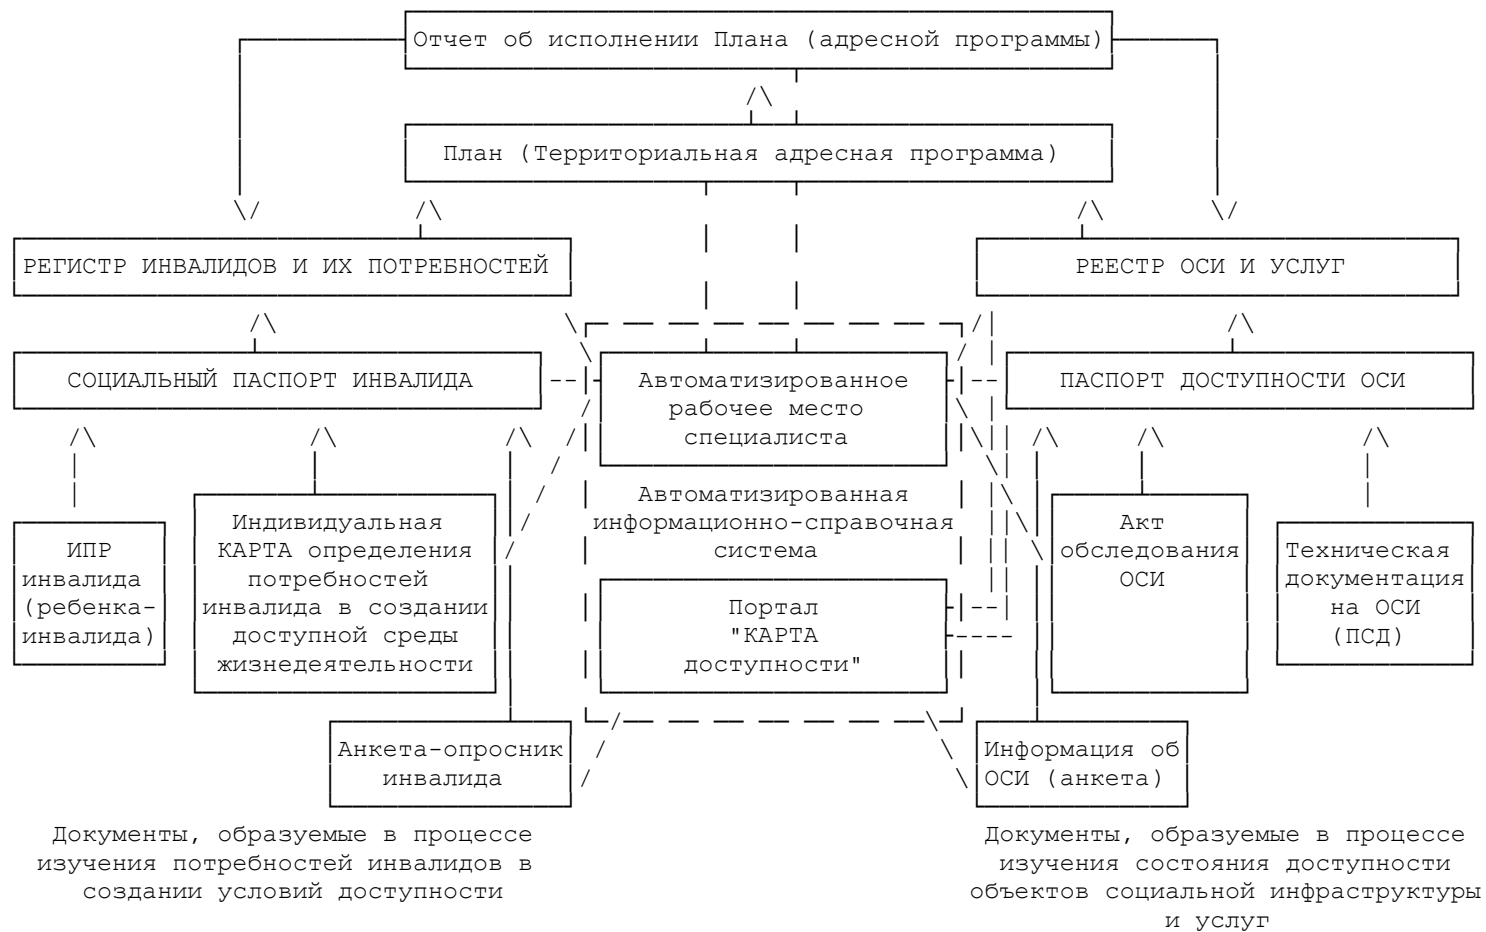 Отчет об исполнении Плана (адресной программы)
План (Территориальная адресная программа)
РЕГИСТР ИНВАЛИДОВ И ИХ ПОТРЕБНОСТЕЙ
РЕЕСТР ОСИ И УСЛУГ
СОЦИАЛЬНЫЙ ПАСПОРТ ИНВАЛИДА
Автоматизированное
рабочее место
специалиста
ПАСПОРТ ДОСТУПНОСТИ ОСИ
Автоматизированная
информационно-справочная
система
ИПР
инвалида
(ребенка-
инвалида)
Индивидуальная
КАРТА определения
потребностей
инвалида в создании
доступной среды
жизнедеятельности
Портал
"КАРТА
доступности"
Акт
обследования
ОСИ
Техническая
документация
на ОСИ
(ПСД)
Анкета-опросник
инвалида
Информация об
ОСИ (анкета)
Документы, образуемые в процессе
изучения потребностей инвалидов в
создании условий доступности
Документы, образуемые в процессе
изучения состояния доступности
объектов социальной инфраструктуры
и услуг